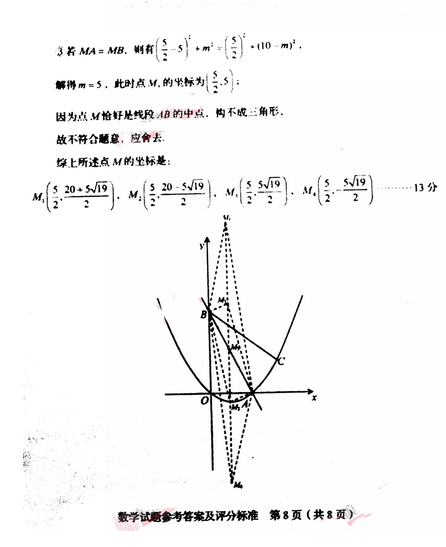 3 若 MA = MB, 则有 (5/2 - 5)² + m² = (5/2)² + (10 - m)²,
解得 m = 5, 此时点 M, 的坐标为 (5/2, 5);
因为点 M 恰好是线段 AB 的中点, 构不成三角形,
故不符合题意, 应舍去.
综上所述点 M 的坐标是:
M₁(5/2, (20 + 5√19)/2), M₂(5/2, (20 - 5√19)/2), M₃(5/2, 5√19/2), M₄(5/2, -5√19/2) ………13 分
M₁
y
M₃
B
C
O
A
x
M₂
M₄
数学试题参考答案及评分标准 第 8 页 (共 8 页)